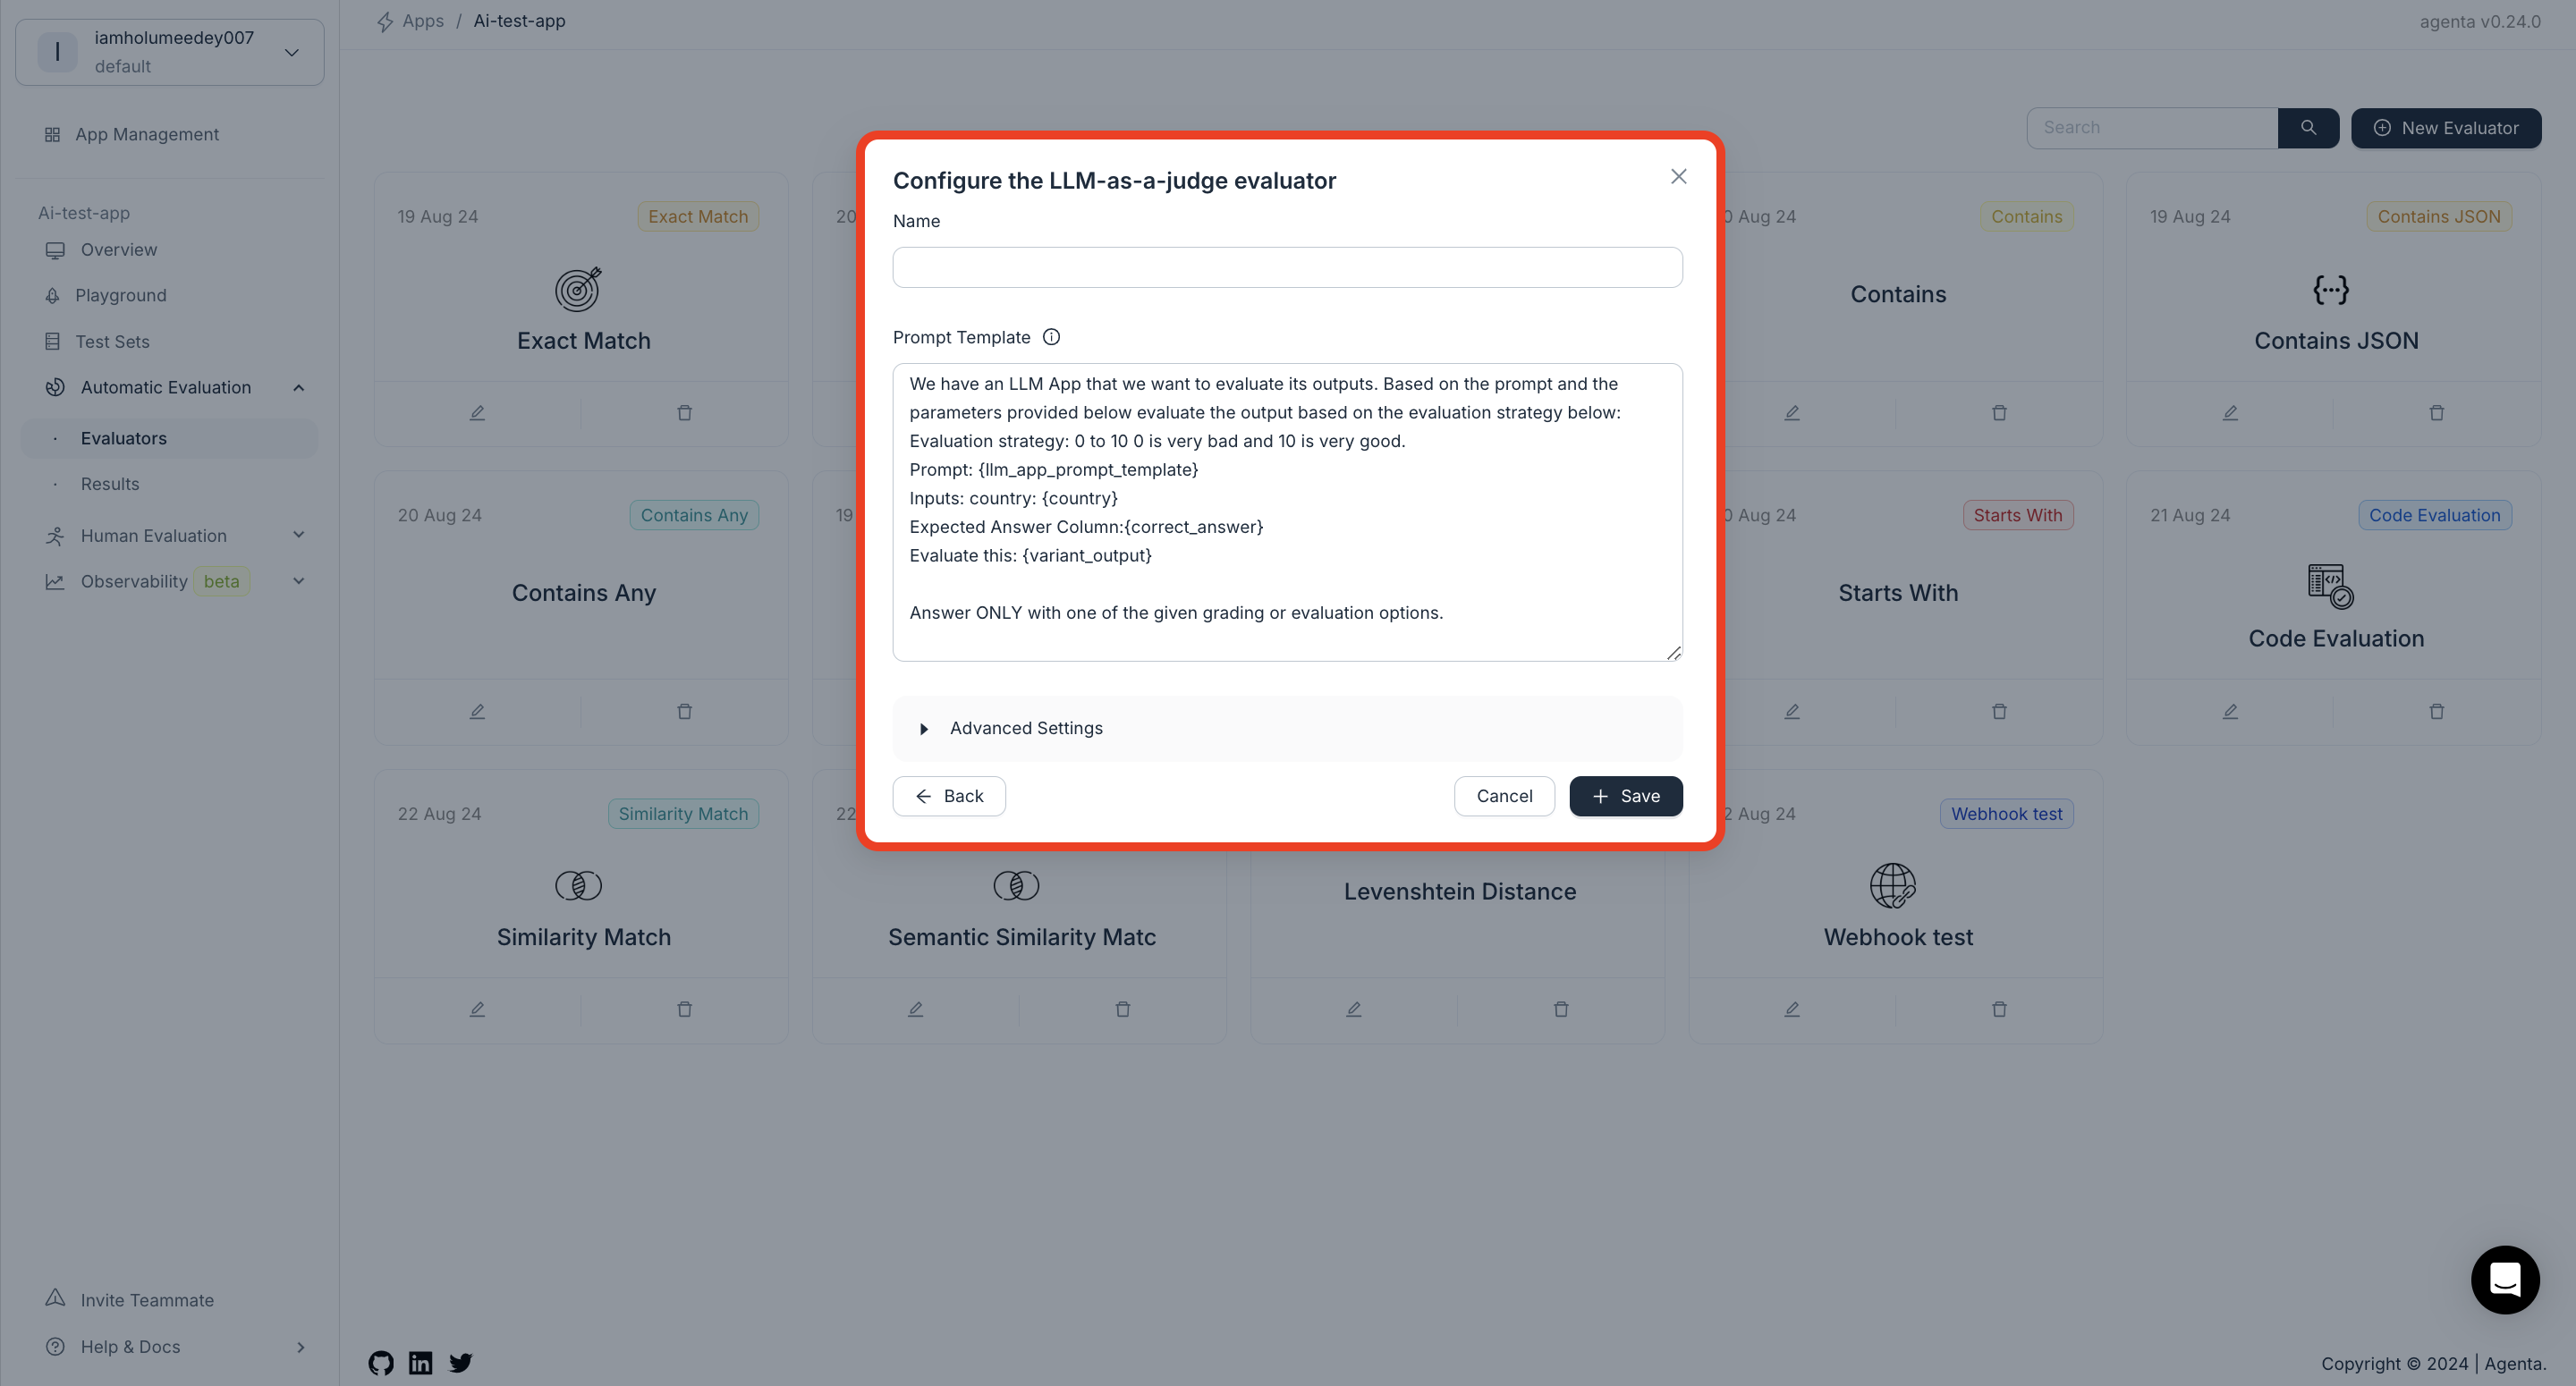 I
iamholumeedey007
default
App Management
Ai-test-app
Overview
Playground
Test Sets
Automatic Evaluation
· Evaluators
· Results
Human Evaluation
Observability beta
Invite Teammate
Help & Docs
Apps / Ai-test-app
agenta v0.24.0
Search
New Evaluator
19 Aug 24 Exact Match
Exact Match
20
0 Aug 24 Contains
Contains
19 Aug 24 Contains JSON
{···}
Contains JSON
20 Aug 24 Contains Any
Contains Any
19
0 Aug 24 Starts With
Starts With
21 Aug 24 Code Evaluation
Code Evaluation
22 Aug 24 Similarity Match
Similarity Match
22
Semantic Similarity Matc
Levenshtein Distance
2 Aug 24 Webhook test
Webhook test
Configure the LLM-as-a-judge evaluator
Name
Prompt Template
We have an LLM App that we want to evaluate its outputs. Based on the prompt and the
parameters provided below evaluate the output based on the evaluation strategy below:
Evaluation strategy: 0 to 10 0 is very bad and 10 is very good.
Prompt: {llm_app_prompt_template}
Inputs: country: {country}
Expected Answer Column:{correct_answer}
Evaluate this: {variant_output}
Answer ONLY with one of the given grading or evaluation options.
Advanced Settings
Back
Cancel
Save
Copyright © 2024 | Agenta.